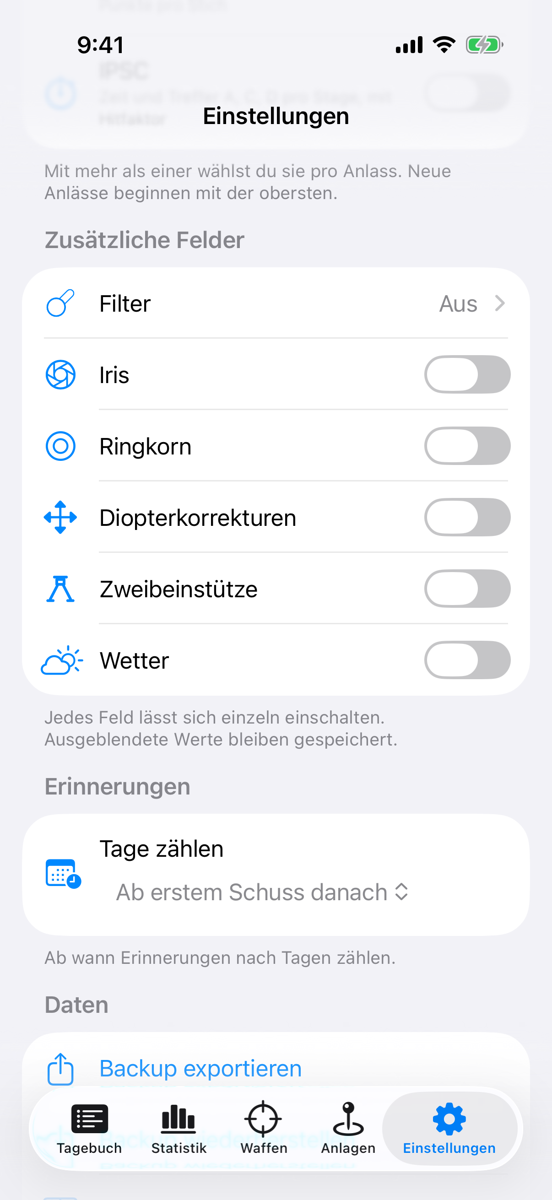 9:41
IPSC
Einstellungen
Mit mehr als einer wählst du sie pro Anlass. Neue
Anlässe beginnen mit der obersten.
Zusätzliche Felder
Filter
Aus
Iris
Ringkorn
Diopterkorrekturen
Zweibeinstütze
Wetter
Jedes Feld lässt sich einzeln einschalten.
Ausgeblendete Werte bleiben gespeichert.
Erinnerungen
Tage zählen
Ab erstem Schuss danach
Ab wann Erinnerungen nach Tagen zählen.
Daten
Backup exportieren
Tagebuch
Statistik
Waffen
Anlagen
Einstellungen